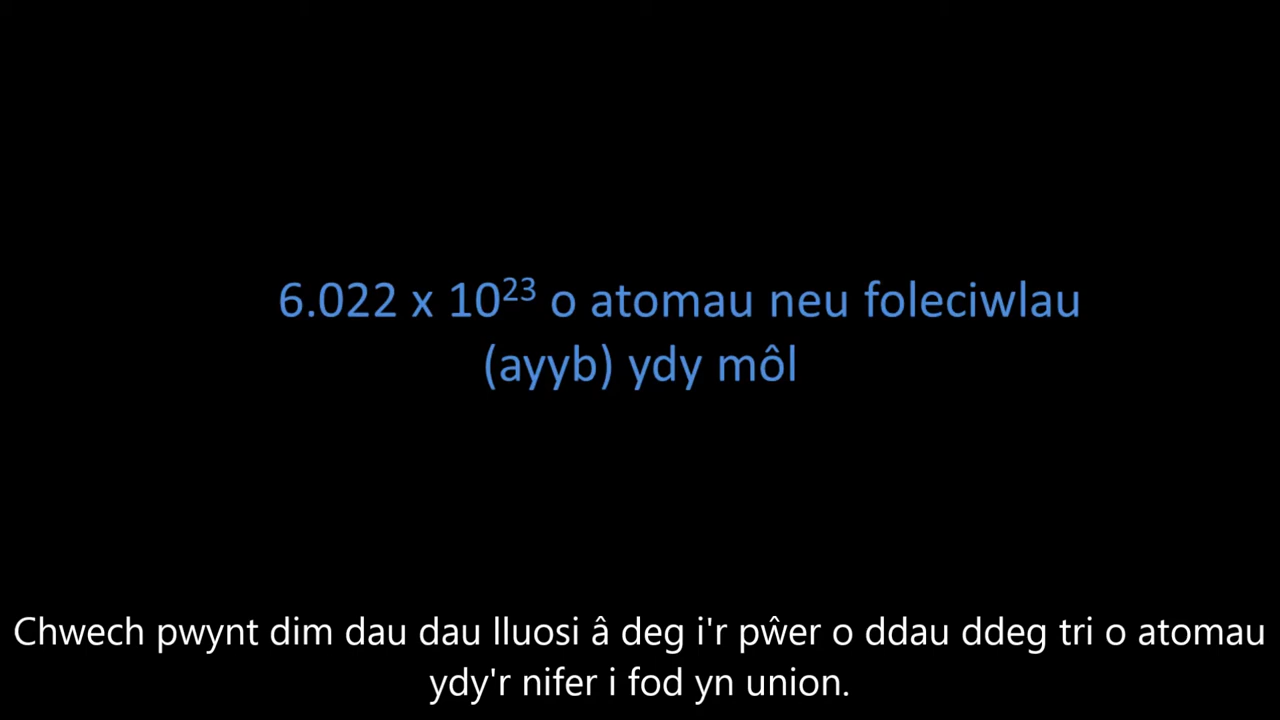 6.022 x 10²³ o atomau neu foleciwlau
(ayyb) ydy môl
Chwech pwynt dim dau dau lluosi â deg i'r pŵer o ddau ddeg tri o atomau
ydy'r nifer i fod yn union.